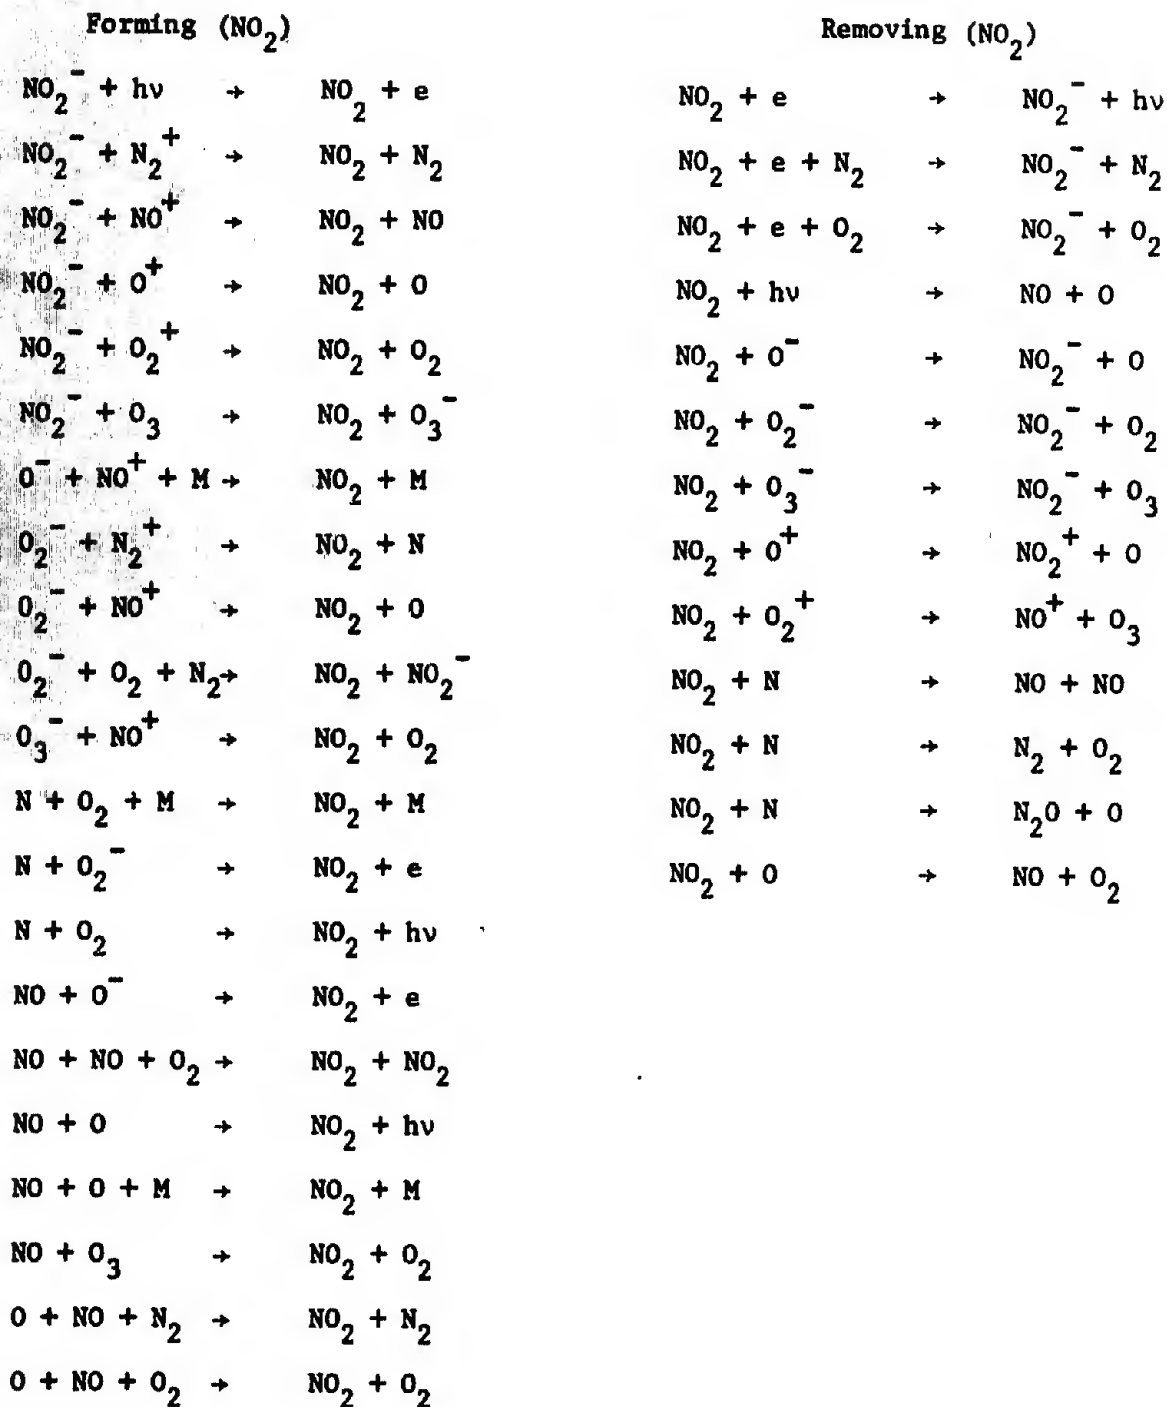 Forming (NO₂)
NO₂⁻ + hν → NO₂ + e
NO₂⁻ + N₂⁺ → NO₂ + N₂
NO₂⁻ + NO⁺ → NO₂ + NO
NO₂⁻ + O⁺ → NO₂ + O
NO₂⁻ + O₂⁺ → NO₂ + O₂
NO₂⁻ + O₃ → NO₂ + O₃⁻
O⁻ + NO⁺ + M → NO₂ + M
O₂⁻ + N₂⁺ → NO₂ + N
O₂⁻ + NO⁺ → NO₂ + O
O₂⁻ + O₂ + N₂ → NO₂ + NO₂⁻
O₃⁻ + NO⁺ → NO₂ + O₂
N + O₂ + M → NO₂ + M
N + O₂⁻ → NO₂ + e
N + O₂ → NO₂ + hν
NO + O⁻ → NO₂ + e
NO + NO + O₂ → NO₂ + NO₂
NO + O → NO₂ + hν
NO + O + M → NO₂ + M
NO + O₃ → NO₂ + O₂
O + NO + N₂ → NO₂ + N₂
O + NO + O₂ → NO₂ + O₂
Removing (NO₂)
NO₂ + e → NO₂⁻ + hν
NO₂ + e + N₂ → NO₂⁻ + N₂
NO₂ + e + O₂ → NO₂⁻ + O₂
NO₂ + hν → NO + O
NO₂ + O⁻ → NO₂⁻ + O
NO₂ + O₂⁻ → NO₂⁻ + O₂
NO₂ + O₃⁻ → NO₂⁻ + O₃
NO₂ + O⁺ → NO₂⁺ + O
NO₂ + O₂⁺ → NO⁺ + O₃
NO₂ + N → NO + NO
NO₂ + N → N₂ + O₂
NO₂ + N → N₂O + O
NO₂ + O → NO + O₂